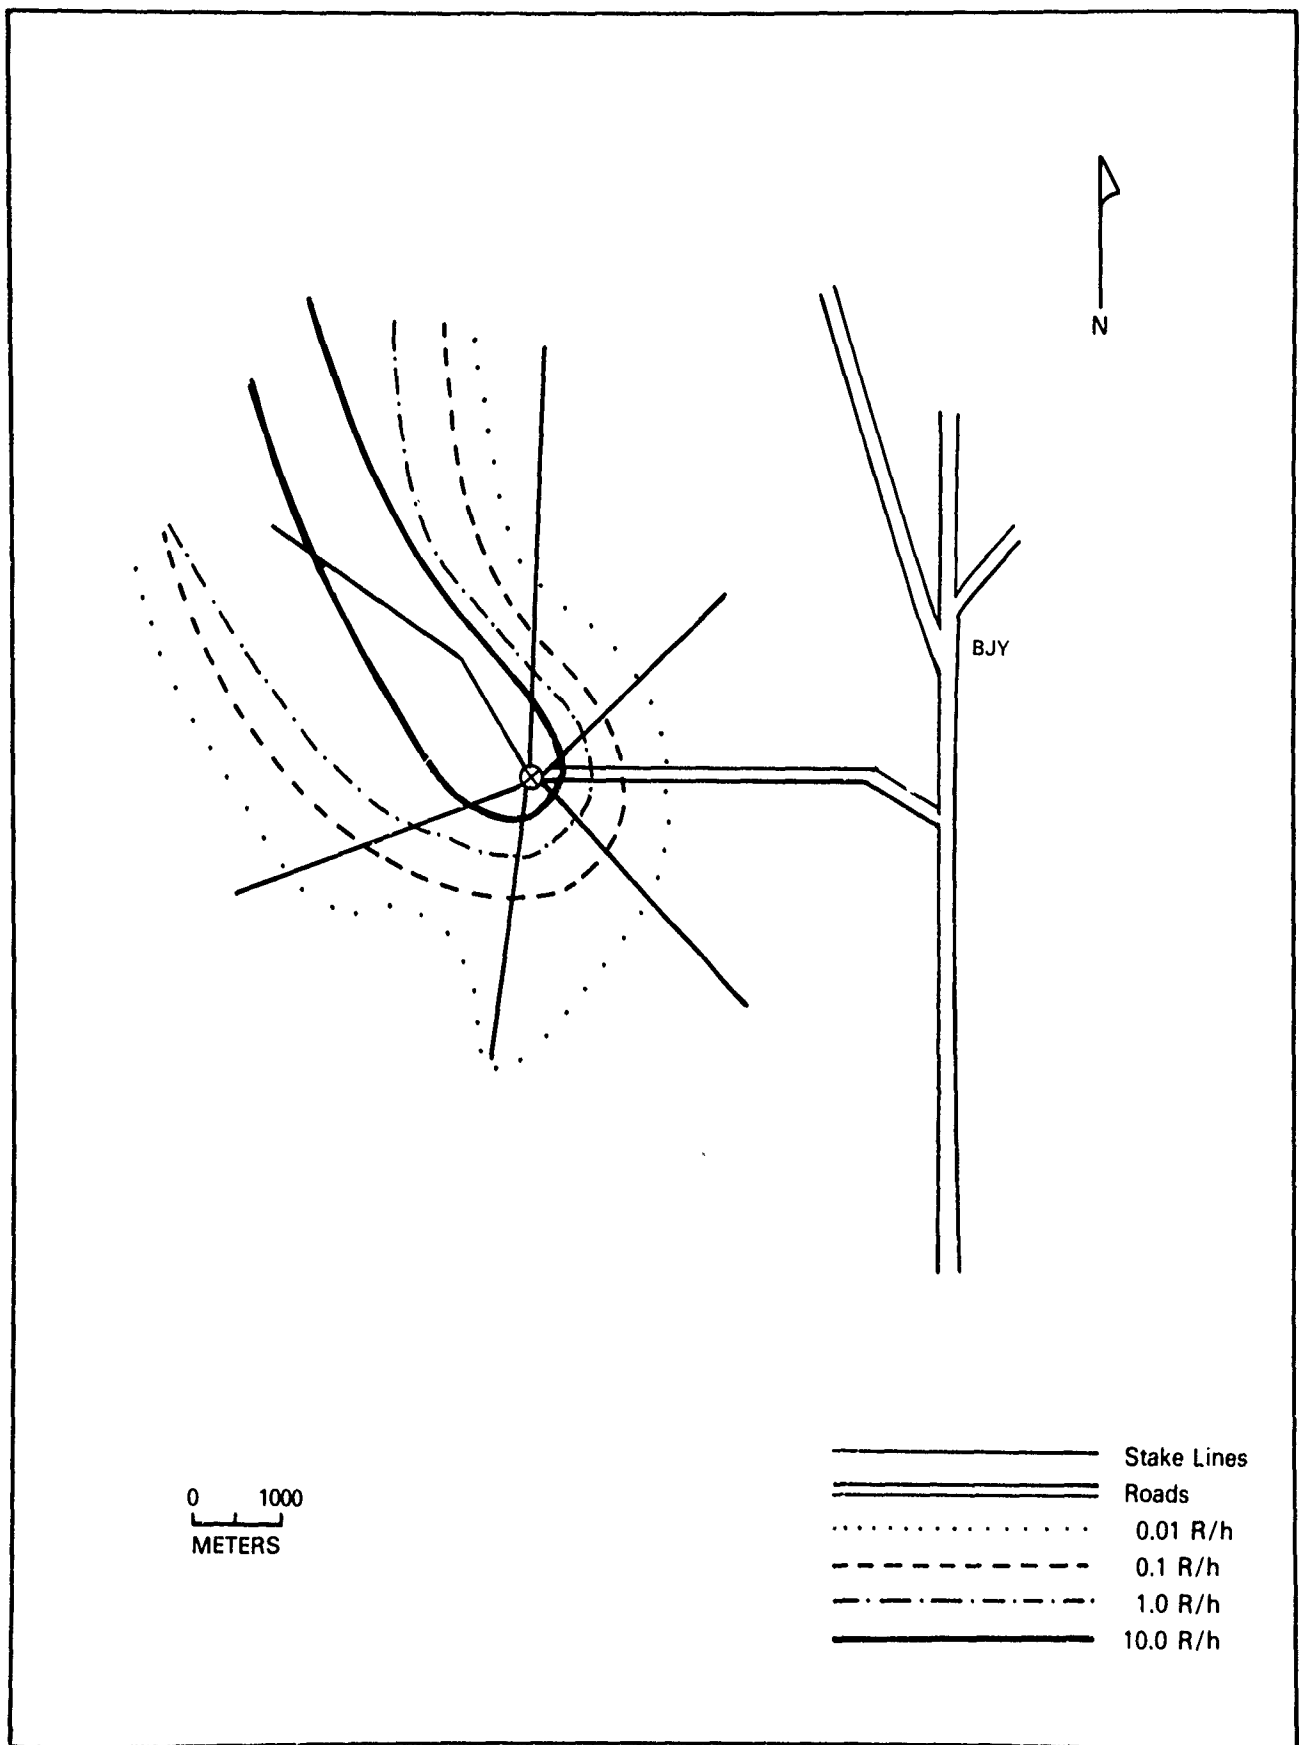 N
BJY
Stake Lines
Roads
0.01 R/h
0.1 R/h
1.0 R/h
10.0 R/h
0 1000
METERS